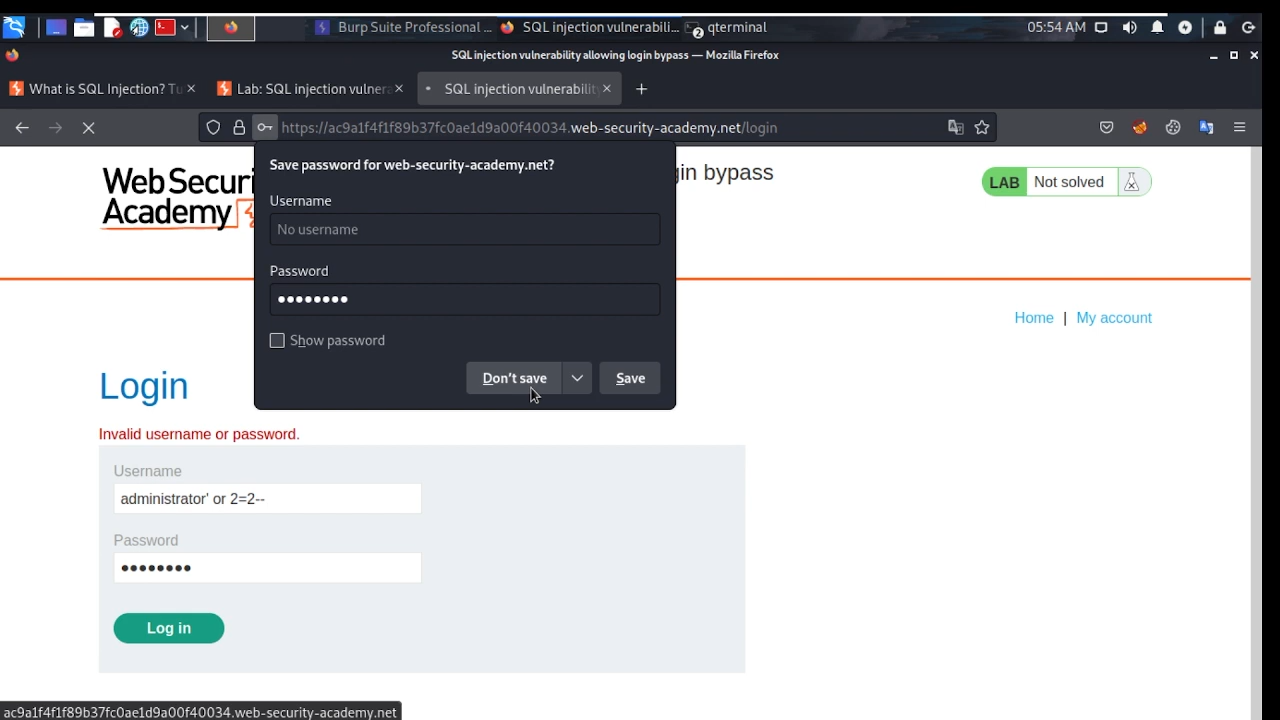 Burp Suite Professional ... SQL injection vulnerabili... 2 qterminal 05:54 AM
SQL injection vulnerability allowing login bypass — Mozilla Firefox
What is SQL Injection? Tu Lab: SQL injection vulnera SQL injection vulnerability
https://ac9a1f4f1f89b37fc0ae1d9a00f40034.web-security-academy.net/login
Save password for web-security-academy.net?
Username
No username
Password
●●●●●●●●
Show password
Don't save
Save
Web Securi
Academy
gin bypass
LAB Not solved
Home | My account
Login
Invalid username or password.
Username
administrator' or 2=2--
Password
●●●●●●●●
Log in
ac9a1f4f1f89b37fc0ae1d9a00f40034.web-security-academy.net